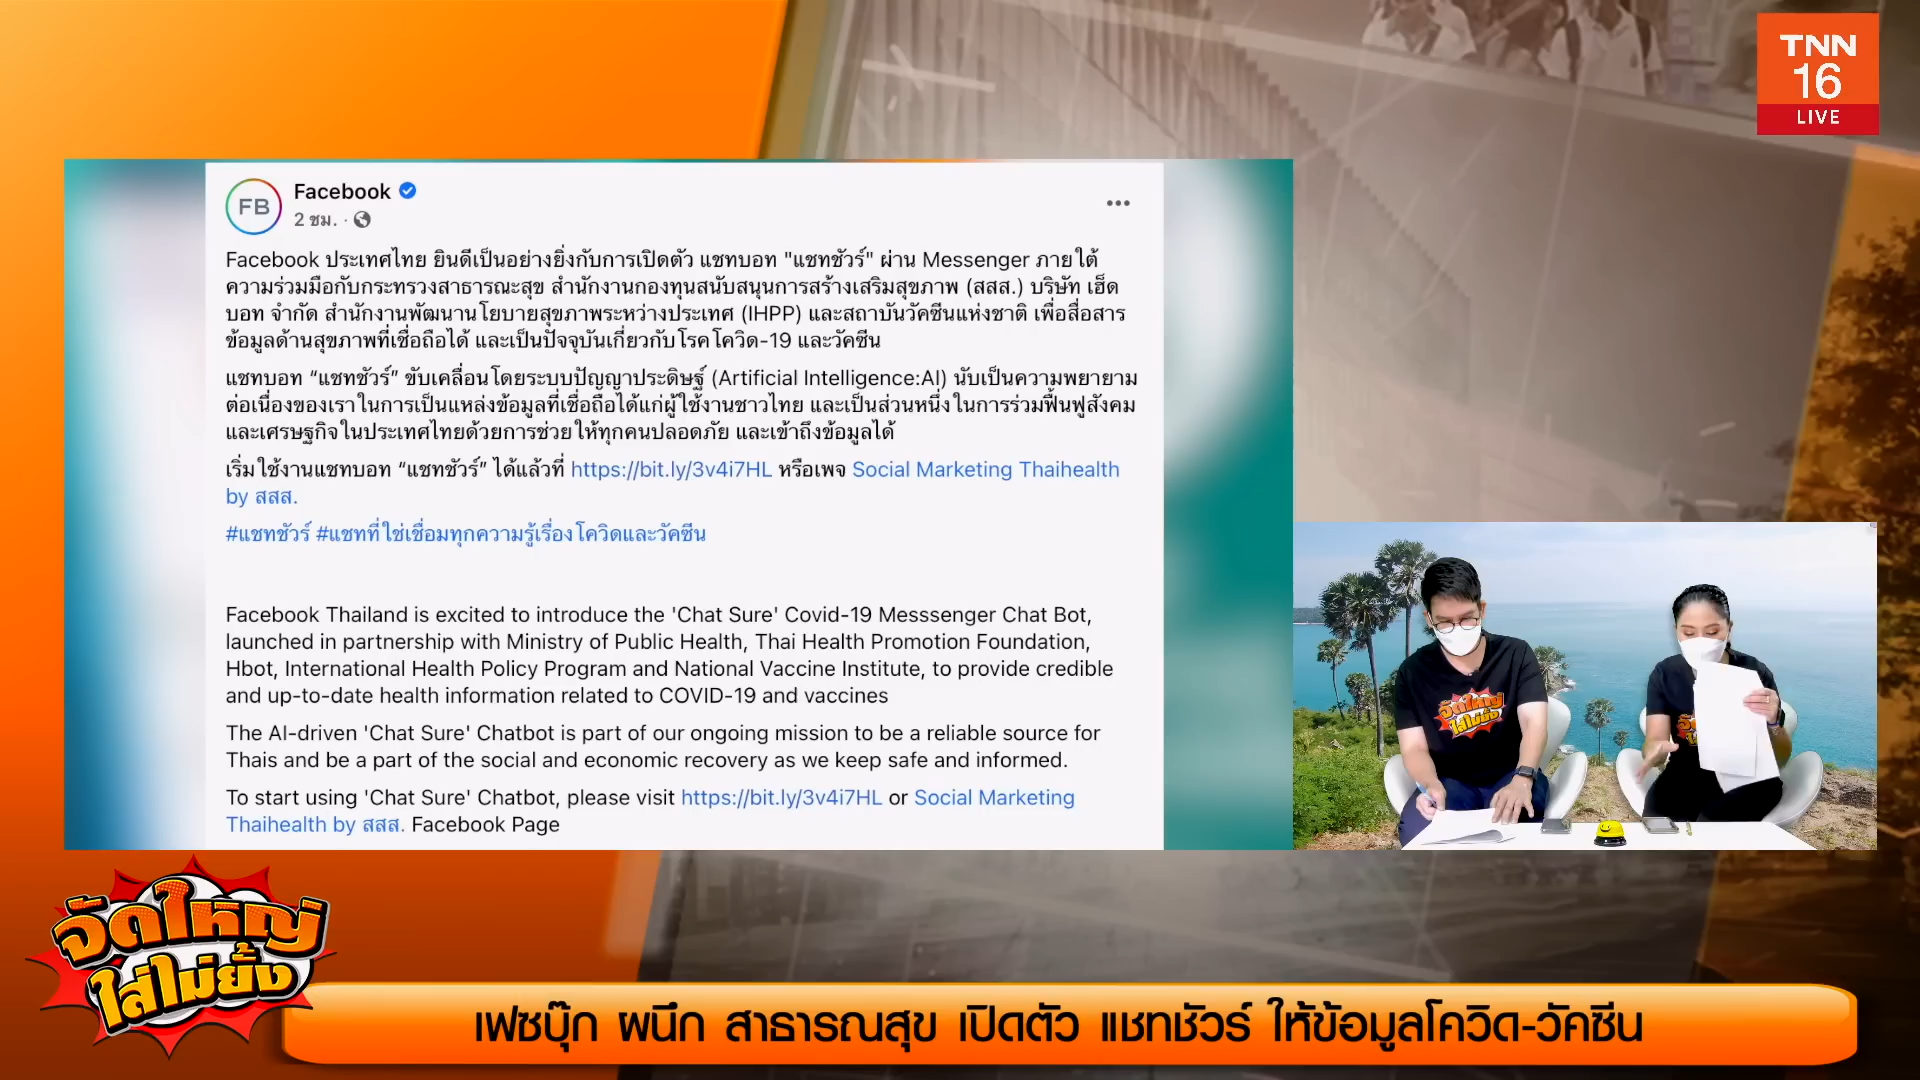 TNN
16
LIVE
FB
Facebook
2 ชม. ·
Facebook ประเทศไทย ยินดีเป็นอย่างยิ่งกับการเปิดตัว แชทบอท "แชทชัวร์" ผ่าน Messenger ภายใต้
ความร่วมมือกับกระทรวงสาธารณะสุข สำนักงานกองทุนสนับสนุนการสร้างเสริมสุขภาพ (สสส.) บริษัท เฮ็ด
บอท จำกัด สำนักงานพัฒนานโยบายสุขภาพระหว่างประเทศ (IHPP) และสถาบันวัคซีนแห่งชาติ เพื่อสื่อสาร
ข้อมูลด้านสุขภาพที่เชื่อถือได้ และเป็นปัจจุบันเกี่ยวกับโรคโควิด-19 และวัคซีน
แชทบอท “แชทชัวร์” ขับเคลื่อนโดยระบบปัญญาประดิษฐ์ (Artificial Intelligence:AI) นับเป็นความพยายาม
ต่อเนื่องของเราในการเป็นแหล่งข้อมูลที่เชื่อถือได้แก่ผู้ใช้งานชาวไทย และเป็นส่วนหนึ่งในการร่วมฟื้นฟูสังคม
และเศรษฐกิจในประเทศไทยด้วยการช่วยให้ทุกคนปลอดภัย และเข้าถึงข้อมูลได้
เริ่มใช้งานแชทบอท “แชทชัวร์” ได้แล้วที่ https://bit.ly/3v4i7HL หรือเพจ Social Marketing Thaihealth
by สสส.
#แชทชัวร์ #แชทที่ใช่เชื่อมทุกความรู้เรื่องโควิดและวัคซีน
Facebook Thailand is excited to introduce the 'Chat Sure' Covid-19 Messsenger Chat Bot,
launched in partnership with Ministry of Public Health, Thai Health Promotion Foundation,
Hbot, International Health Policy Program and National Vaccine Institute, to provide credible
and up-to-date health information related to COVID-19 and vaccines
The AI-driven 'Chat Sure' Chatbot is part of our ongoing mission to be a reliable source for
Thais and be a part of the social and economic recovery as we keep safe and informed.
To start using 'Chat Sure' Chatbot, please visit https://bit.ly/3v4i7HL or Social Marketing
Thaihealth by สสส. Facebook Page
จัดใหญ่
ใส่ไม่ยั้ง
จัดใหญ่
ใส่ไม่ยั้ง
เฟซบุ๊ก ผนึก สาธารณสุข เปิดตัว แชทชัวร์ ให้ข้อมูลโควิด-วัคซีน